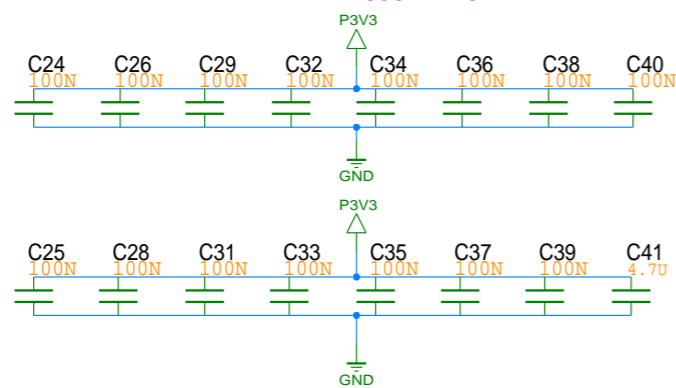 P3V3
C24 C26 C29 C32 C34 C36 C38 C40
100N 100N 100N 100N 100N 100N 100N 100N
GND
P3V3
C25 C28 C31 C33 C35 C37 C39 C41
100N 100N 100N 100N 100N 100N 100N 4.7U
GND